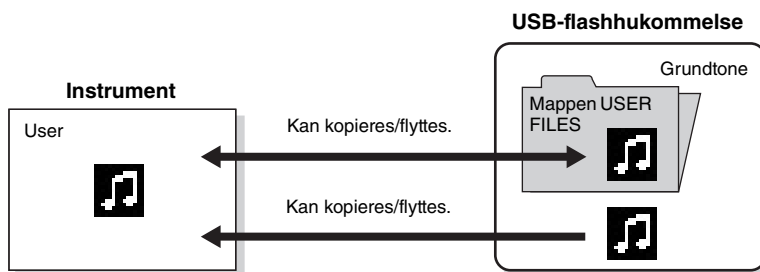 USB-flashhukommelse
Instrument
Grundtone
User
Mappen USER
FILES
Kan kopieres/flyttes.
Kan kopieres/flyttes.